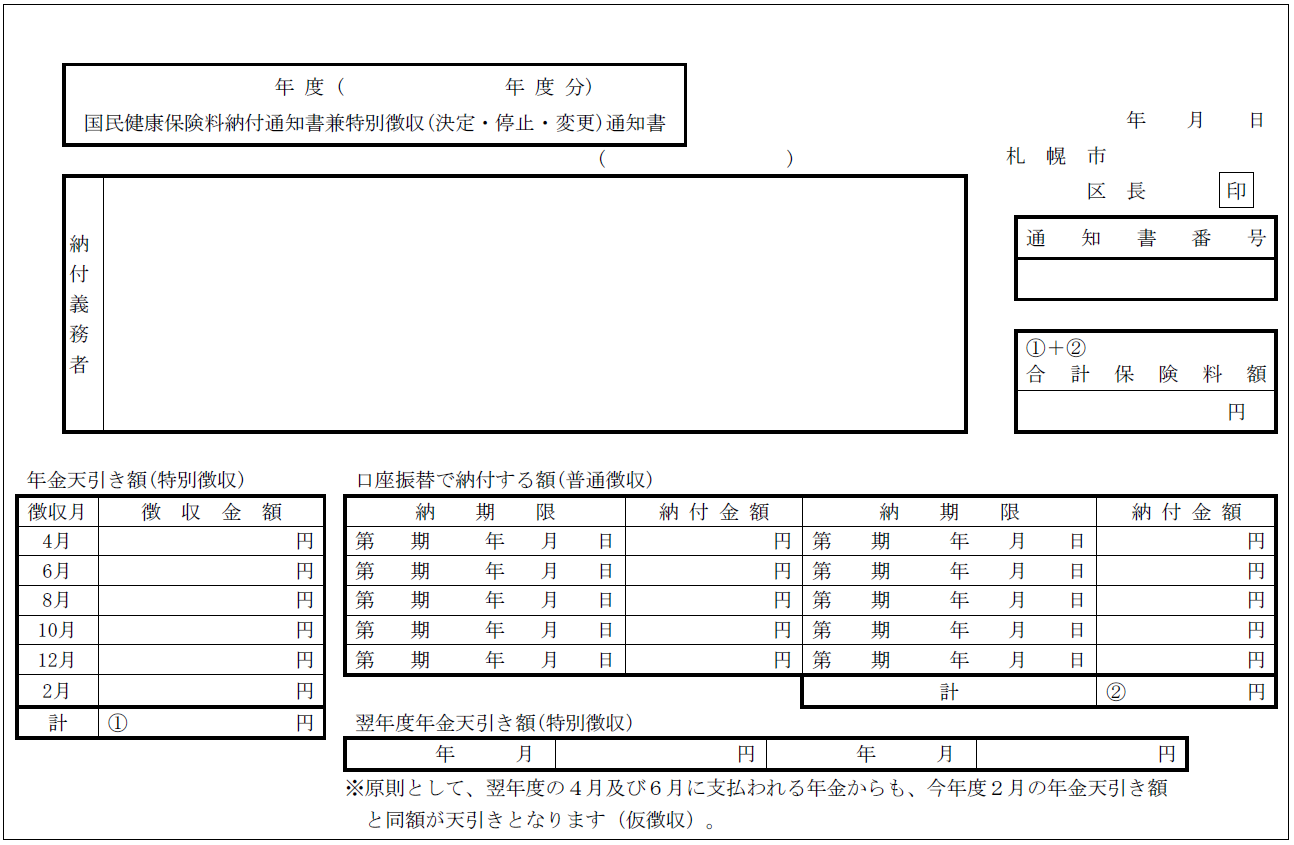 年度(　　　　　年度分)
国民健康保険料納付通知書兼特別徴収(決定・停止・変更)通知書
年　月　日
(　　　　　　　　　)
札幌市
区長　印
納付義務者
通知書番号
①＋②
合計保険料額
円
年金天引き額(特別徴収)
徴収月　徴収金額
4月　円
6月　円
8月　円
10月　円
12月　円
2月　円
計　①　円
口座振替で納付する額(普通徴収)
納期限　納付金額　納期限　納付金額
第　期　年　月　日　円　第　期　年　月　日　円
第　期　年　月　日　円　第　期　年　月　日　円
第　期　年　月　日　円　第　期　年　月　日　円
第　期　年　月　日　円　第　期　年　月　日　円
第　期　年　月　日　円　第　期　年　月　日　円
計　②　円
翌年度年金天引き額(特別徴収)
年　月　円　年　月　円
※原則として、翌年度の４月及び６月に支払われる年金からも、今年度２月の年金天引き額
と同額が天引きとなります（仮徴収）。